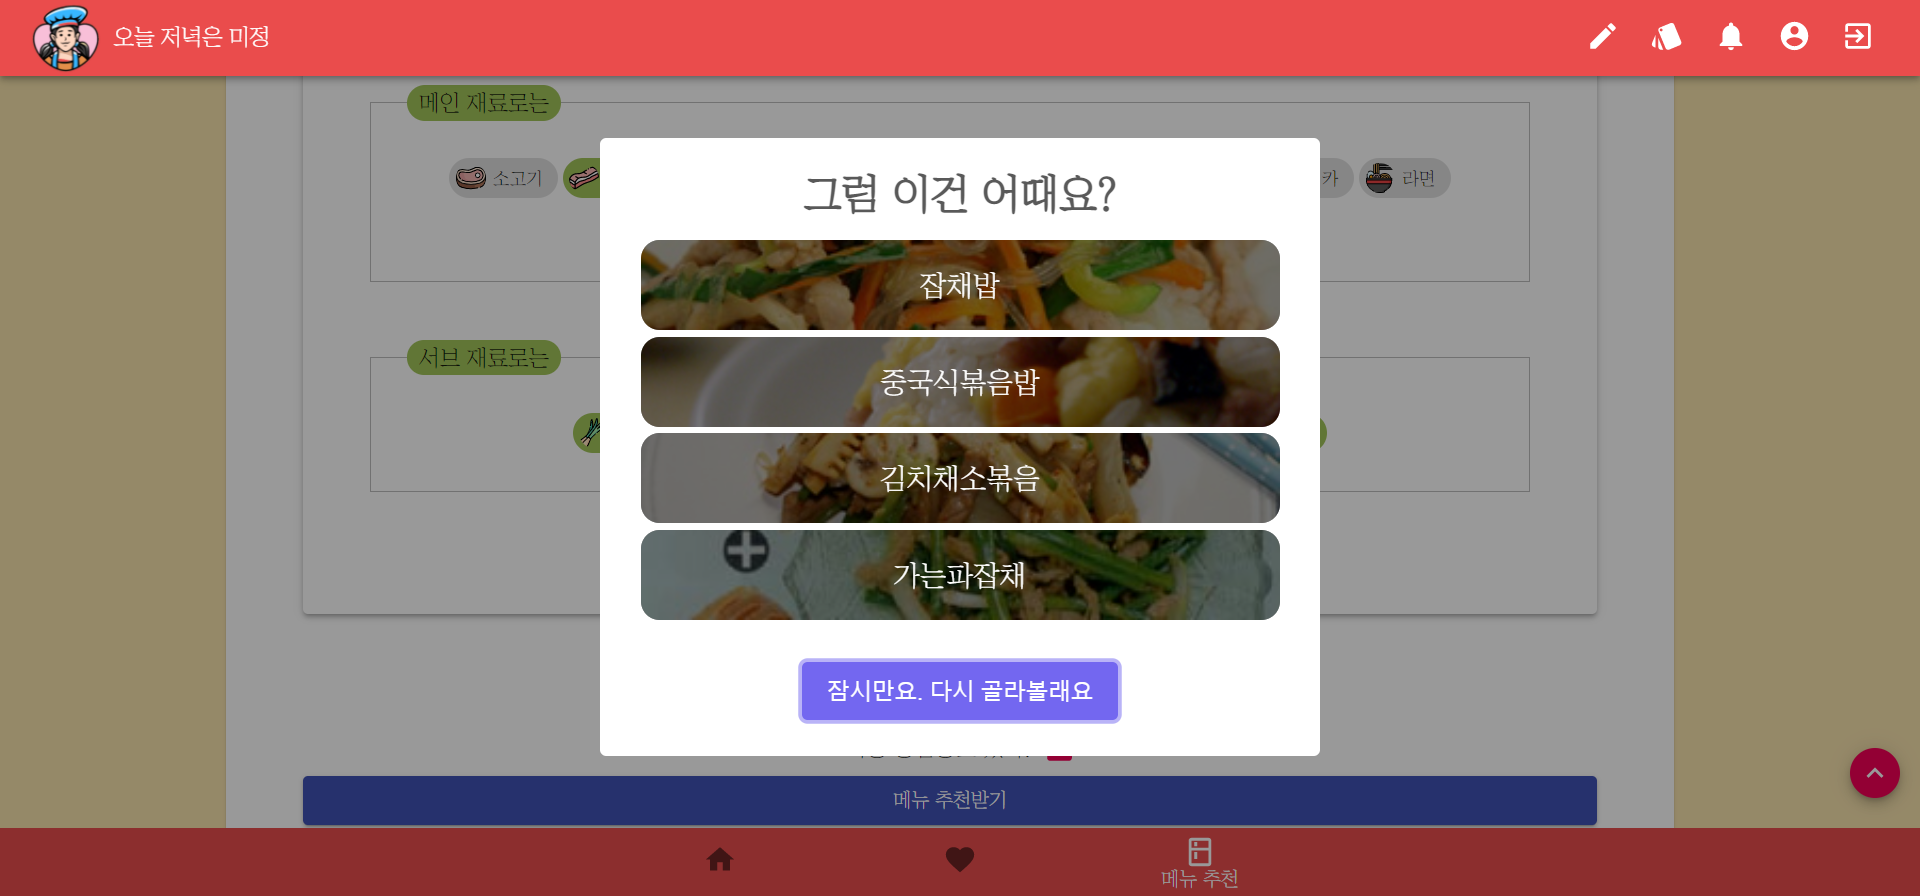 오늘 저녁은 미정
메인 재료로는
소고기
카
라면
그럼 이건 어때요?
잡채밥
중국식볶음밥
서브 재료로는
김치채소볶음
가는파잡채
잠시만요. 다시 골라볼래요
메뉴 추천받기
메뉴 추천